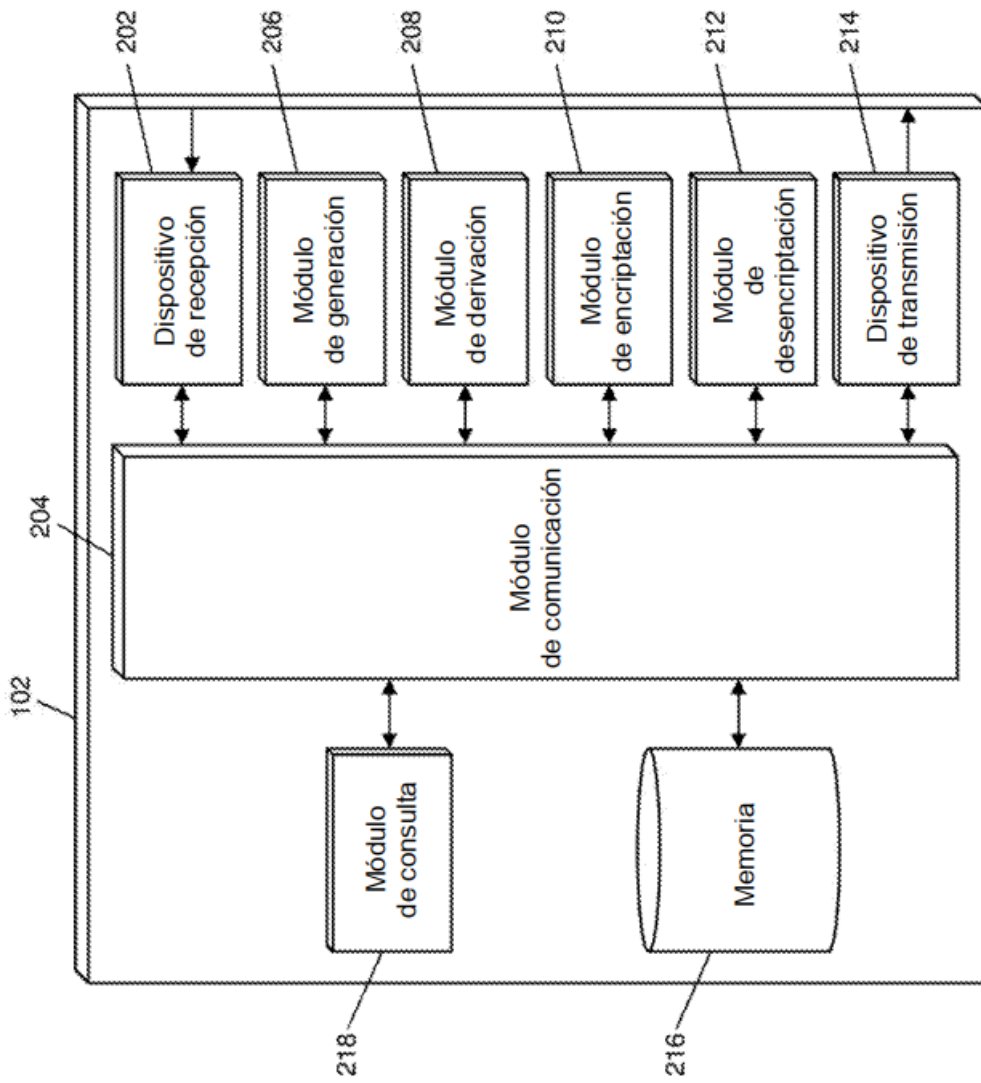 102
204
202
Dispositivo
de recepción
206
Módulo
de generación
208
Módulo
de derivación
210
Módulo
de encriptación
212
Módulo
de
desencriptación
214
Dispositivo
de transmisión
Módulo
de comunicación
Módulo
de consulta
218
Memoria
216